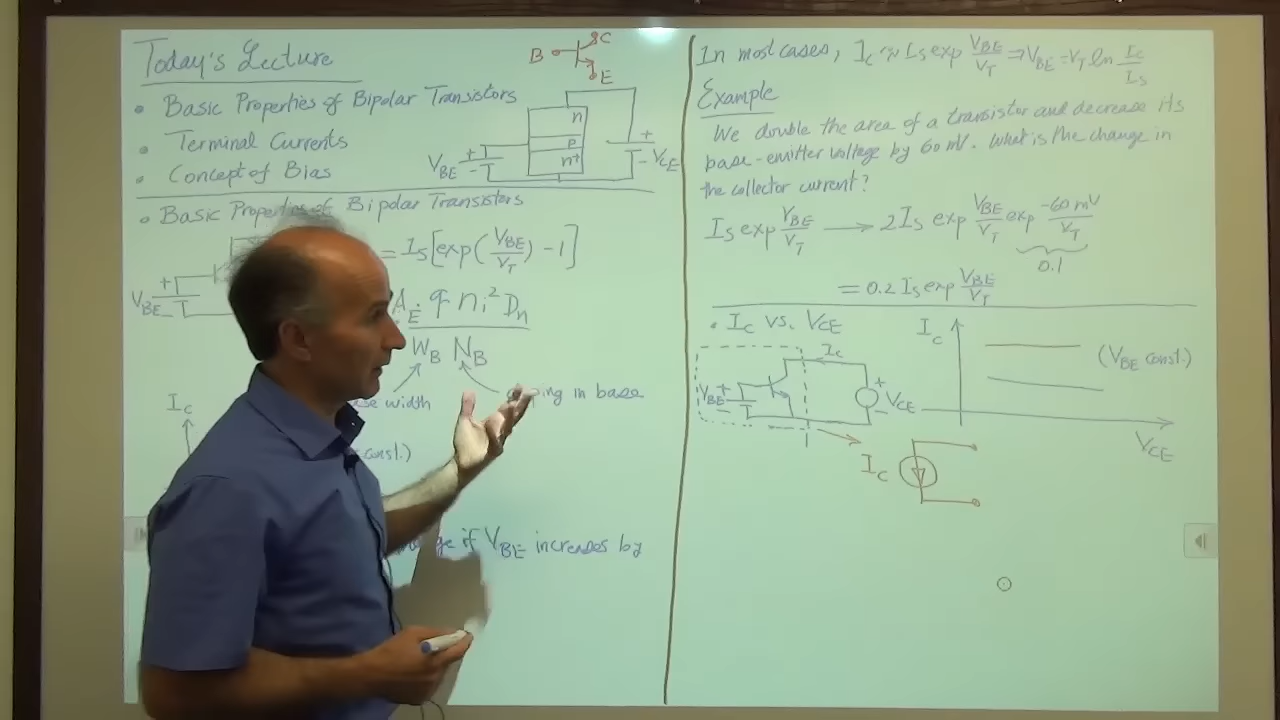 Today's Lecture
• Basic Properties of Bipolar Transistors
• Terminal Currents
• Concept of Bias
B C E
n
p
n+
VBE + -
+ - VCE
• Basic Properties of Bipolar Transistors
= IS[exp(VBE/VT) - 1]
VBE + -
AE q ni² Dn
WB NB
width
in base
IC
const.)
if VBE increases by
In most cases, IC ≈ IS exp VBE/VT ⇒ VBE = VT ln IC/IS
Example
We double the area of a transistor and decrease its
base-emitter voltage by 60 mV. What is the change in
the collector current?
IS exp VBE/VT → 2IS exp VBE/VT exp -60 mV/VT
0.1
= 0.2 IS exp VBE/VT
• IC vs. VCE
VBE + -
IC
+ - VCE
IC
(VBE const.)
VCE
IC